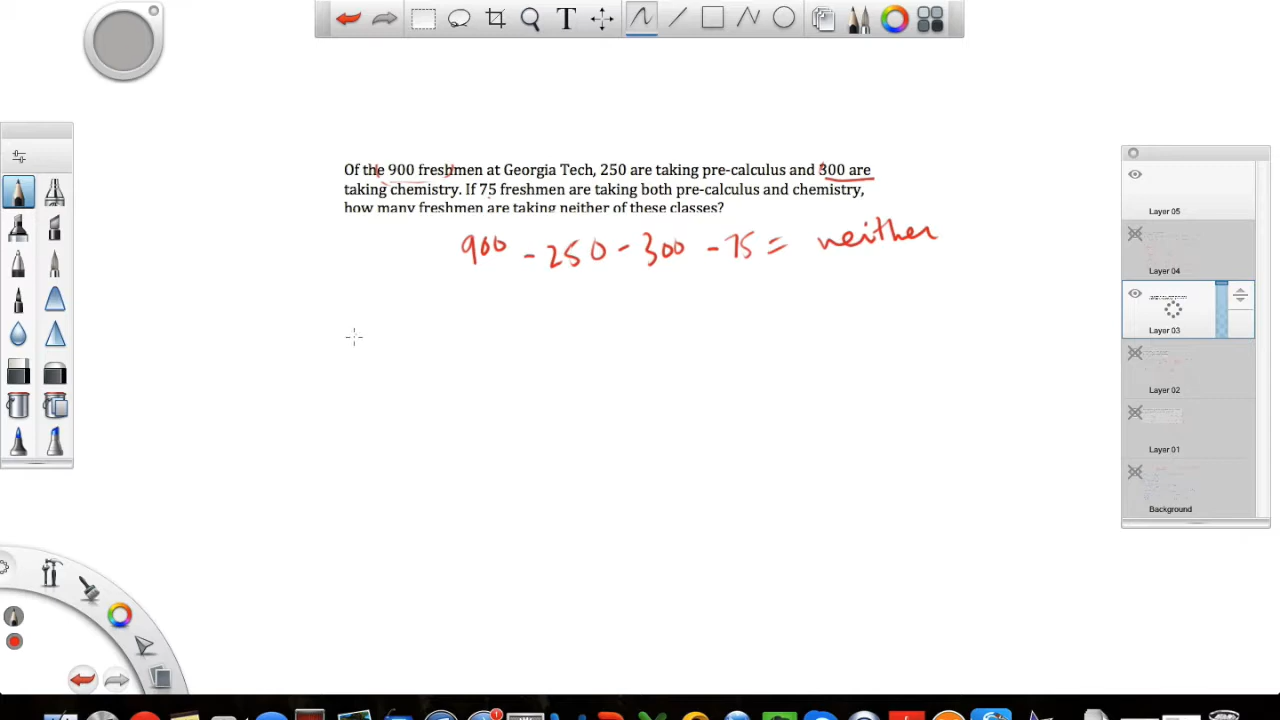 Of the 900 freshmen at Georgia Tech, 250 are taking pre-calculus and 300 are
taking chemistry. If 75 freshmen are taking both pre-calculus and chemistry,
how many freshmen are taking neither of these classes?
900 - 250 - 300 - 75 = neither
T
Layer 05
Layer 04
Layer 03
Layer 02
Layer 01
Background
1